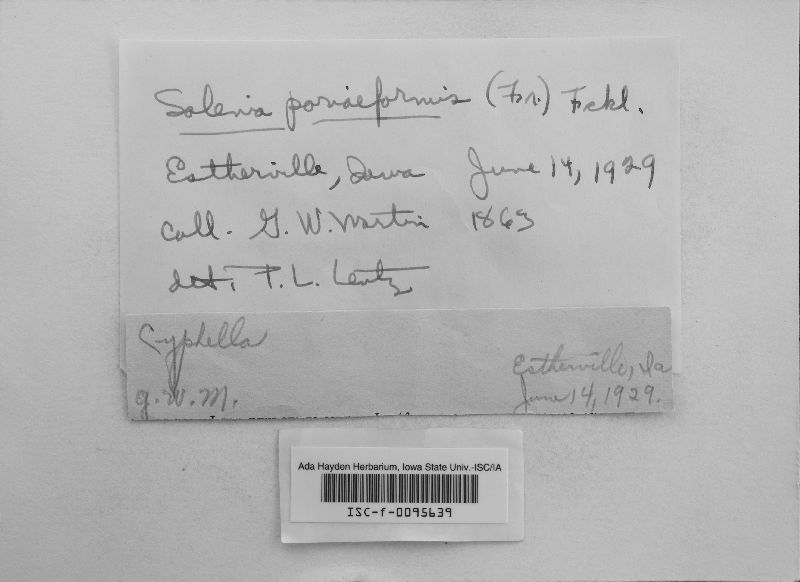 Solenia poriaeformis (Fr.) Fckl.
Estherville, Iowa June 14, 1929
Coll. G. W. Martin 1863
det. P. L. Lentz
Cyphella
Estherville, Ia
G. W. M.
June 14, 1929.
Ada Hayden Herbarium, Iowa State Univ.-ISC/IA
ISC-f-0095639